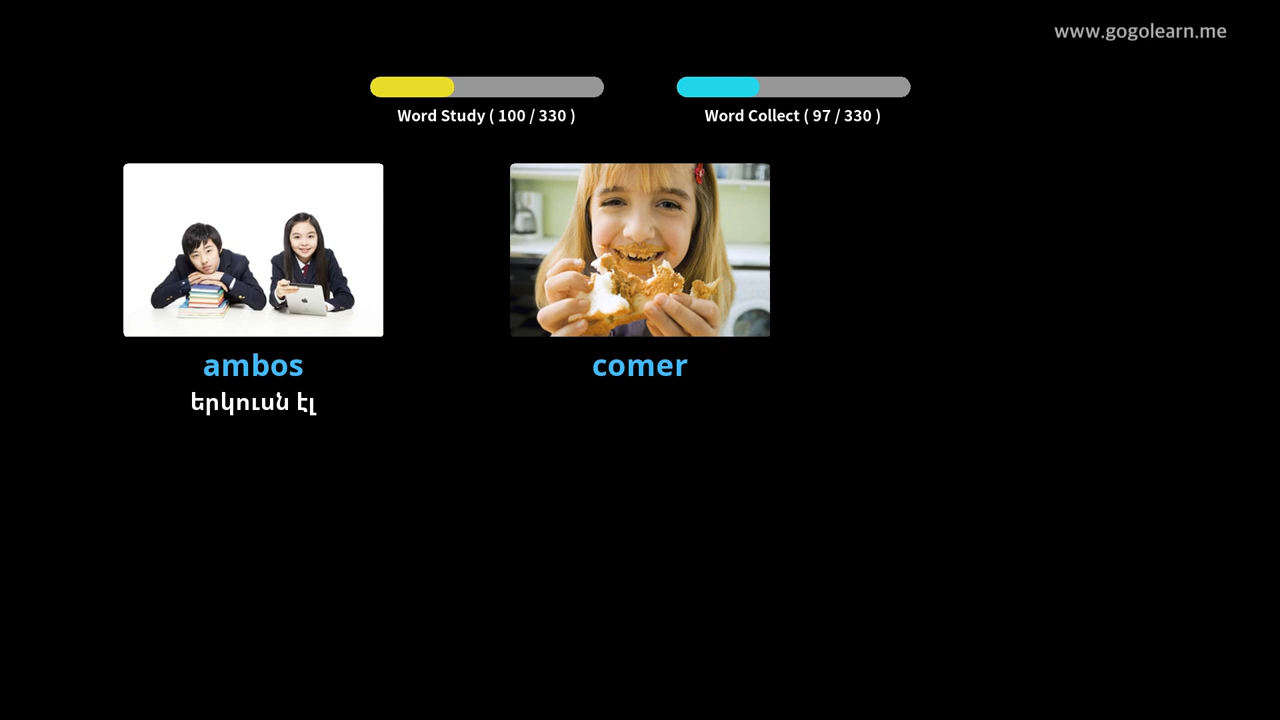 www.gogolearn.me
Word Study ( 100 / 330 )
Word Collect ( 97 / 330 )
ambos
comer
երկուսն էլ